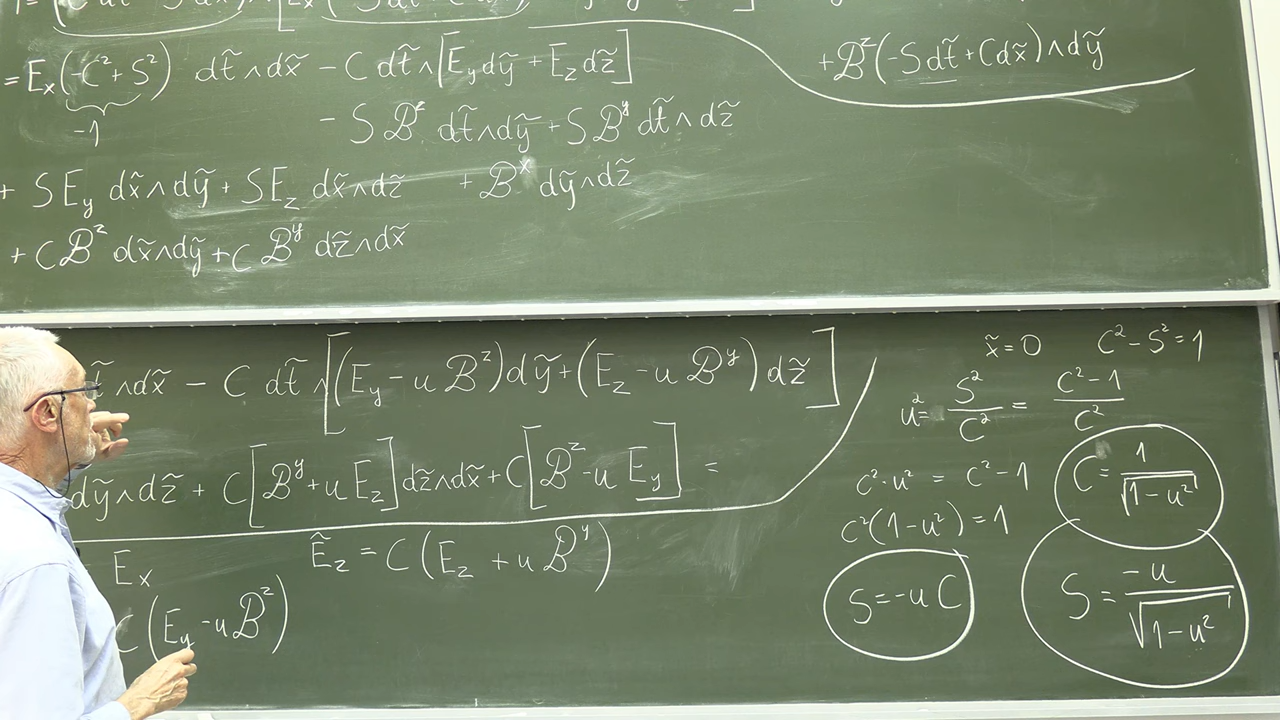 = E_x (-C² + S²) dt̃∧dx̃ - C dt̃∧[E_y dỹ + E_z dz̃]
+ℬ^z(-S dt̃ + C dx̃)∧dỹ
-1
- S ℬ^z dt̃∧dỹ + S ℬ^y dt̃∧dz̃
+ S E_y dx̃∧dỹ + S E_z dx̃∧dz̃ + ℬ^x dỹ∧dz̃
+ C ℬ^z dx̃∧dỹ + C ℬ^y dz̃∧dx̃
∧dx̃ - C dt̃∧[(E_y - u ℬ^z) dỹ + (E_z - u ℬ^y) dz̃]
dỹ∧dz̃ + C[ℬ^y + u E_z] dz̃∧dx̃ + C[ℬ^z - u E_y] =
E_x
Ẽ_z = C(E_z + u ℬ^y)
C(E_y - u ℬ^z)
x̃ = 0
C² - S² = 1
u² = S²/C² = (C² - 1)/C²
C²·u² = C² - 1
C²(1 - u²) = 1
S = -u C
C = 1/√(1 - u²)
S = -u/√(1 - u²)